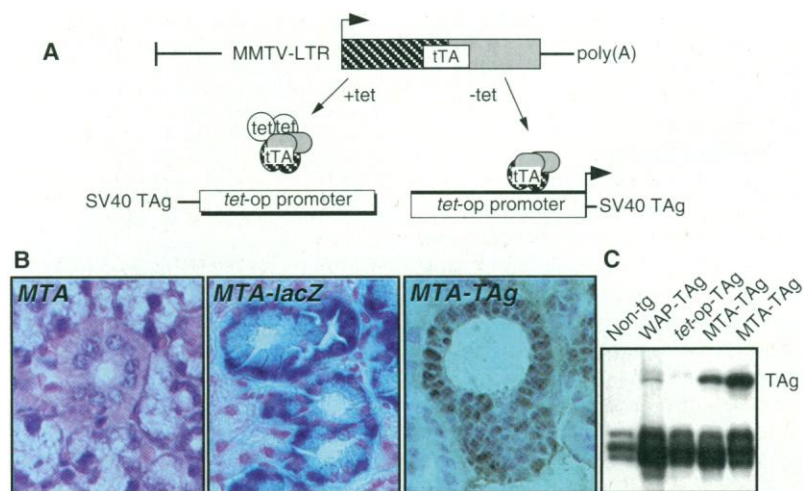 A
MMTV-LTR
tTA
poly(A)
+tet
-tet
tet tet
tTA
tTA
SV40 TAg
tet-op promoter
tet-op promoter
SV40 TAg
B
MTA
MTA-lacZ
MTA-TAg
C
Non-tg
WAP-TAg
tet-op-TAg
MTA-TAg
MTA-TAg
TAg